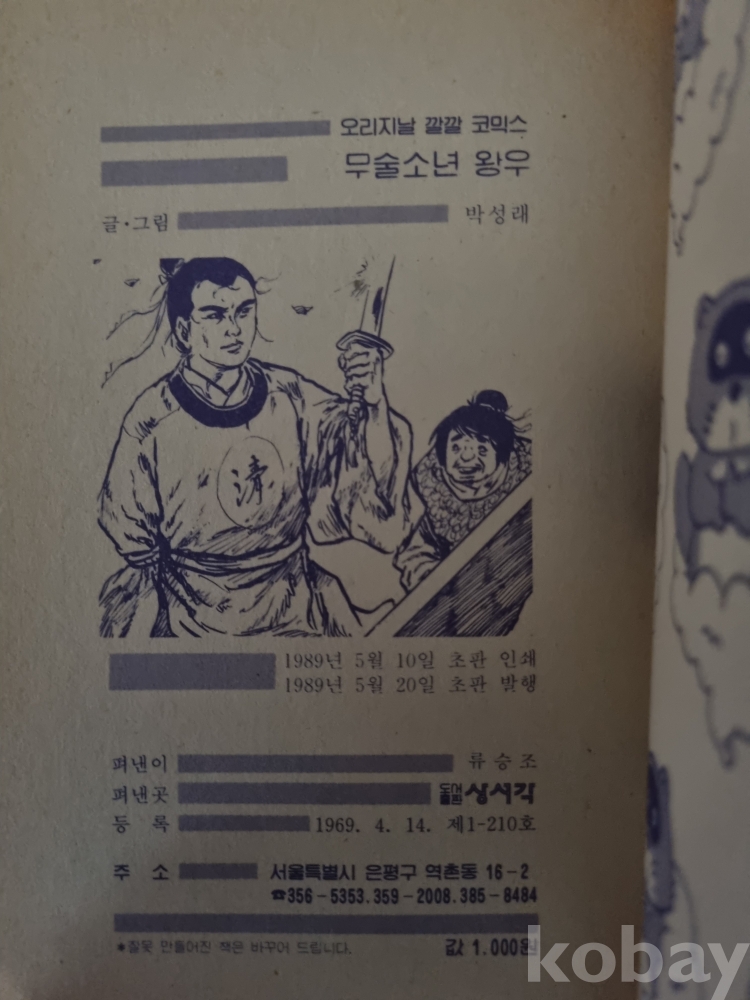 오리지날 깔깔 코믹스
무술소년 왕우
글·그림 박성래
淸
1989년 5월 10일 초판 인쇄
1989년 5월 20일 초판 발행
펴낸이 류승조
펴낸곳 도서출판 상서각
등 록 1969. 4. 14. 제1-210호
주 소 서울특별시 은평구 역촌동 16-2
☎356-5353.359-2008.385-8484
*잘못 만들어진 책은 바꾸어 드립니다. 값 1.000원
kobay